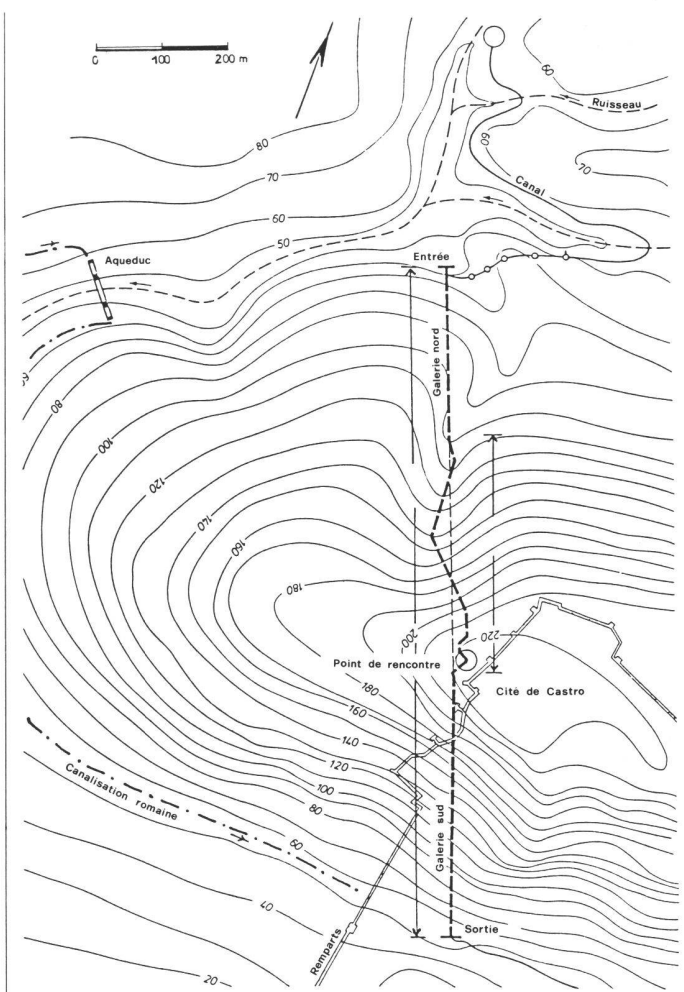 0 100 200 m
60
Ruisseau
80
60
70
70
Canal
60
50
Aqueduc
Entrée
Galerie nord
60
80
100
120
140
160
180
200
220
Point de rencontre
Cité de Castro
180
160
140
120
100
80
Canalisation romaine
60
Galerie sud
40
Sortie
Remparts
20